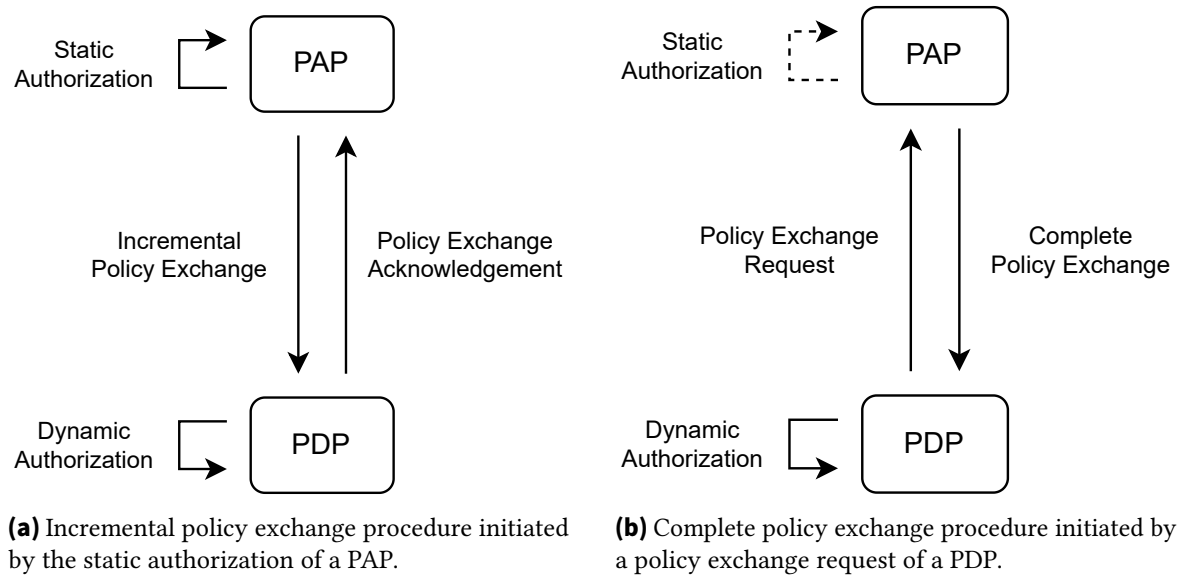 Static
Authorization
PAP
Incremental
Policy Exchange
Policy Exchange
Acknowledgement
Dynamic
Authorization
PDP
(a) Incremental policy exchange procedure initiated
by the static authorization of a PAP.
Static
Authorization
PAP
Policy Exchange
Request
Complete
Policy Exchange
Dynamic
Authorization
PDP
(b) Complete policy exchange procedure initiated by
a policy exchange request of a PDP.